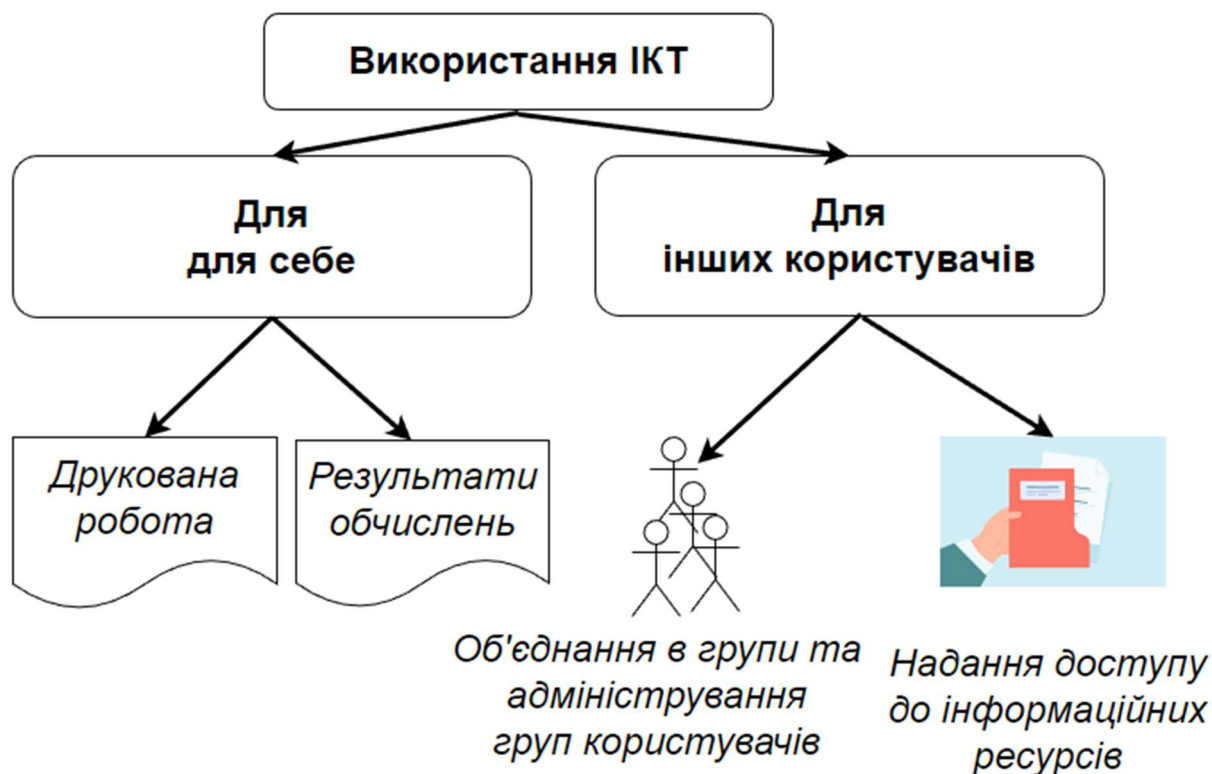 Використання ІКТ
Для
для себе
Для
інших користувачів
Друкована
робота
Результати
обчислень
Об'єднання в групи та
адміністрування
груп користувачів
Надання доступу
до інформаційних
ресурсів